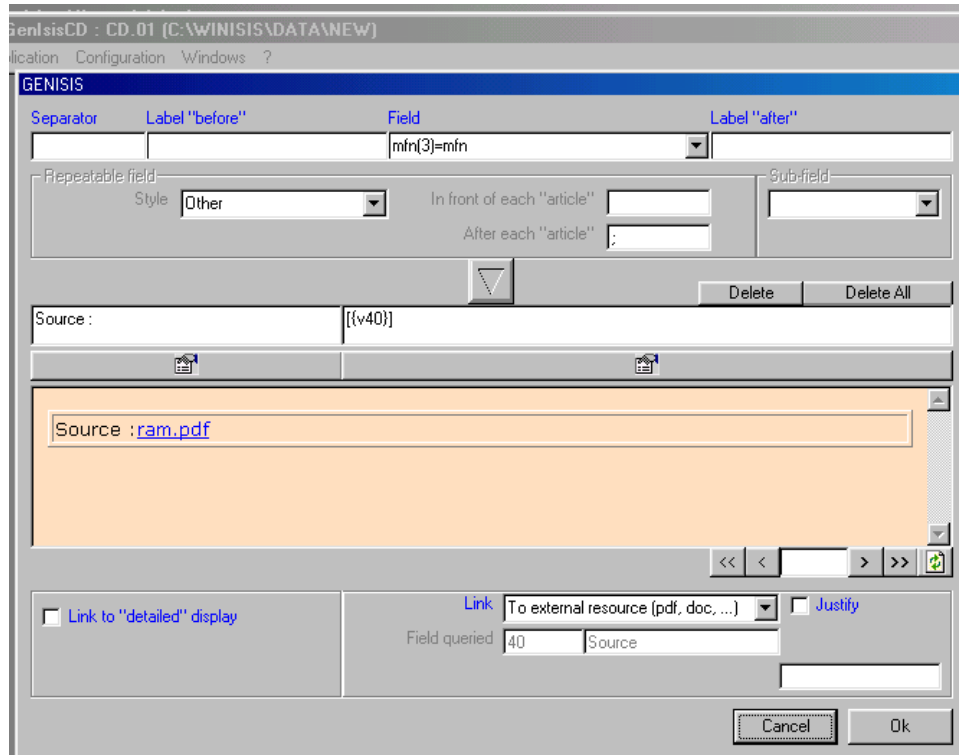 GenIsisCD : CD.01 (C:\WINISIS\DATA\NEW)
plication Configuration Windows ?
GENISIS
Separator Label "before" Field Label "after"
mfn(3)=mfn
Repeatable field Sub-field
Style Other In front of each "article"
After each "article" ;
Delete Delete All
Source : [{v40}]
Source :ram.pdf
<< < > >>
Link to "detailed" display Link To external resource (pdf, doc, ...) Justify
Field queried 40 Source
Cancel Ok